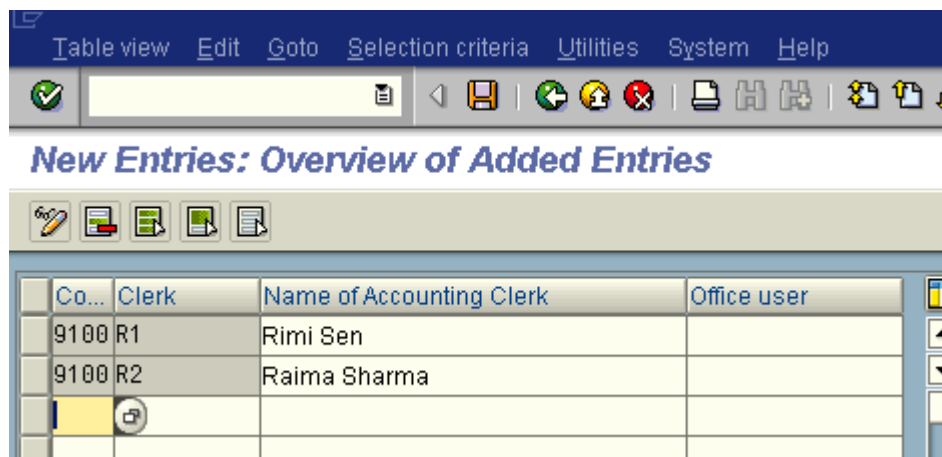 Table view Edit Goto Selection criteria Utilities System Help
New Entries: Overview of Added Entries
Co... Clerk Name of Accounting Clerk Office user
9100 R1 Rimi Sen
9100 R2 Raima Sharma